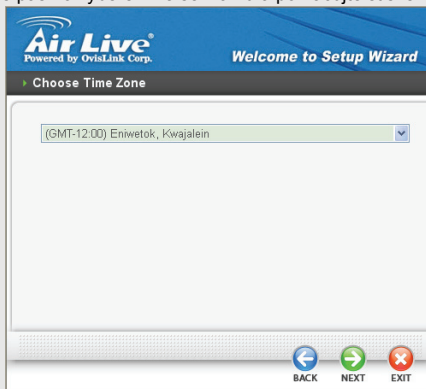 Air Live®
Powered by OvisLink Corp.
Welcome to Setup Wizard
Choose Time Zone
(GMT-12:00) Eniwetok, Kwajalein
BACK NEXT EXIT